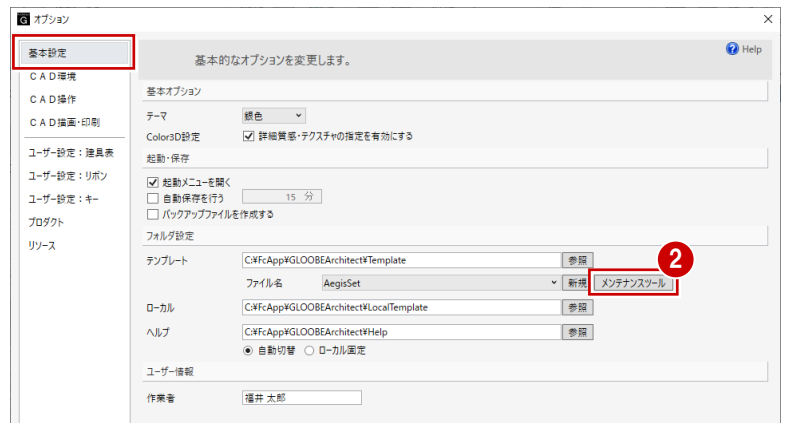 G オプション
基本設定
基本的なオプションを変更します。
? Help
CAD環境
CAD操作
CAD描画・印刷
ユーザー設定：建具表
ユーザー設定：リボン
ユーザー設定：キー
プロダクト
リソース
基本オプション
テーマ 銀色
Color3D設定 詳細質感・テクスチャの指定を有効にする
起動・保存
起動メニューを開く
自動保存を行う 15 分
バックアップファイルを作成する
フォルダ設定
テンプレート C:¥FcApp¥GLOOBEArchitect¥Template 参照
2
ファイル名 AegisSet 新規 メンテナンスツール
ローカル C:¥FcApp¥GLOOBEArchitect¥LocalTemplate 参照
ヘルプ C:¥FcApp¥GLOOBEArchitect¥Help 参照
自動切替 ローカル固定
ユーザー情報
作業者 福井 太郎